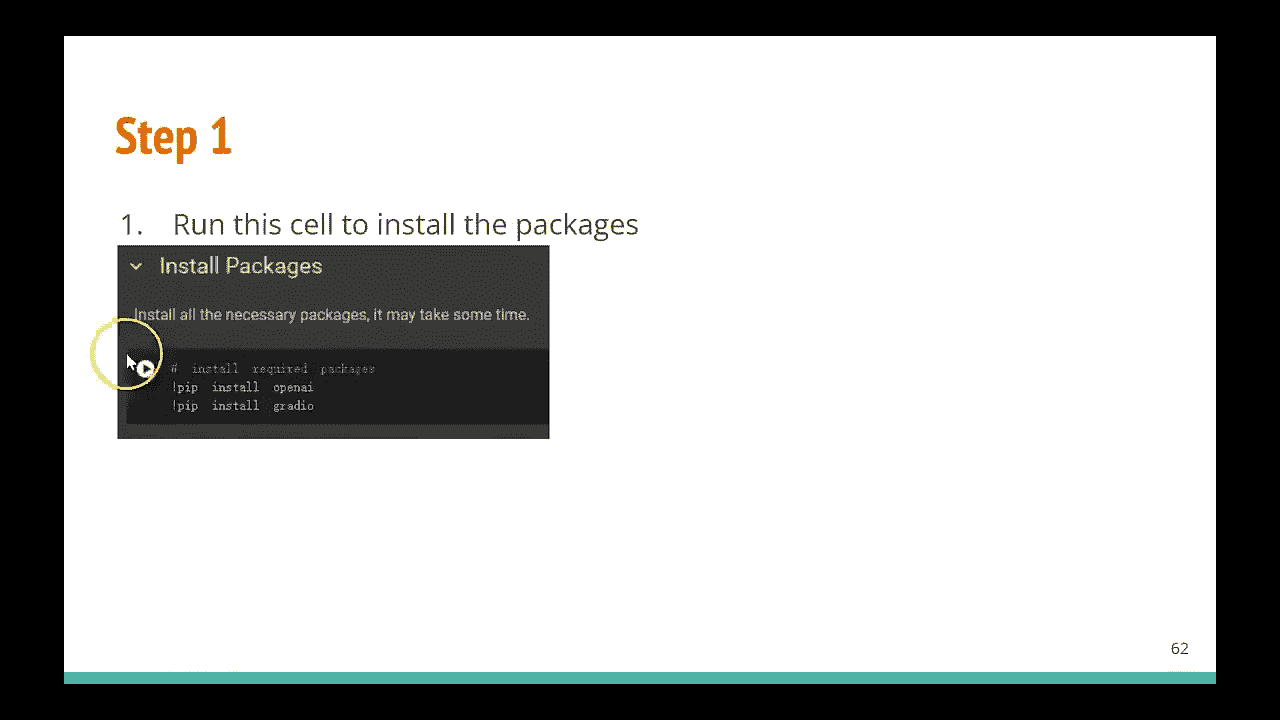 Step 1
1. Run this cell to install the packages
Install Packages
Install all the necessary packages, it may take some time.
# install required packages
!pip install openai
!pip install gradio
62